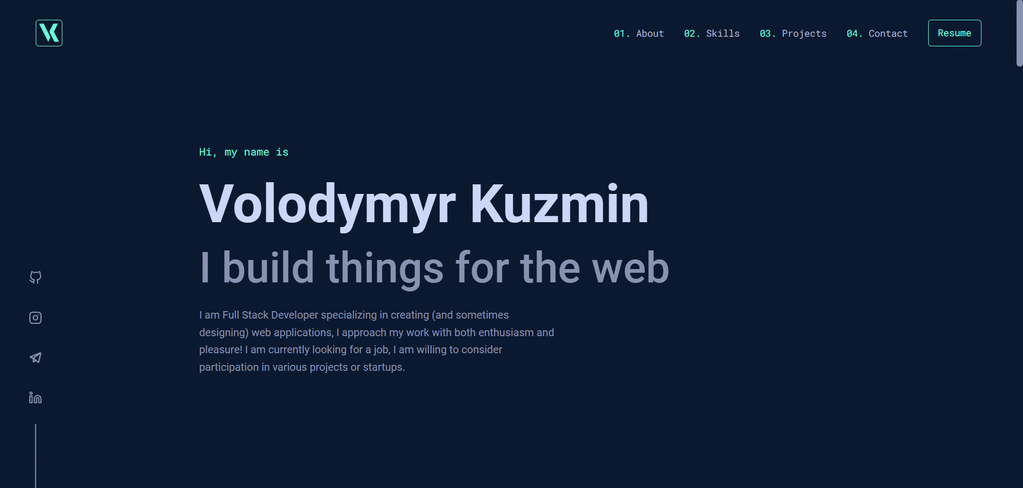 VK
01. About 02. Skills 03. Projects 04. Contact Resume
Hi, my name is
Volodymyr Kuzmin
I build things for the web
I am Full Stack Developer specializing in creating (and sometimes
designing) web applications, I approach my work with both enthusiasm and
pleasure! I am currently looking for a job, I am willing to consider
participation in various projects or startups.
in